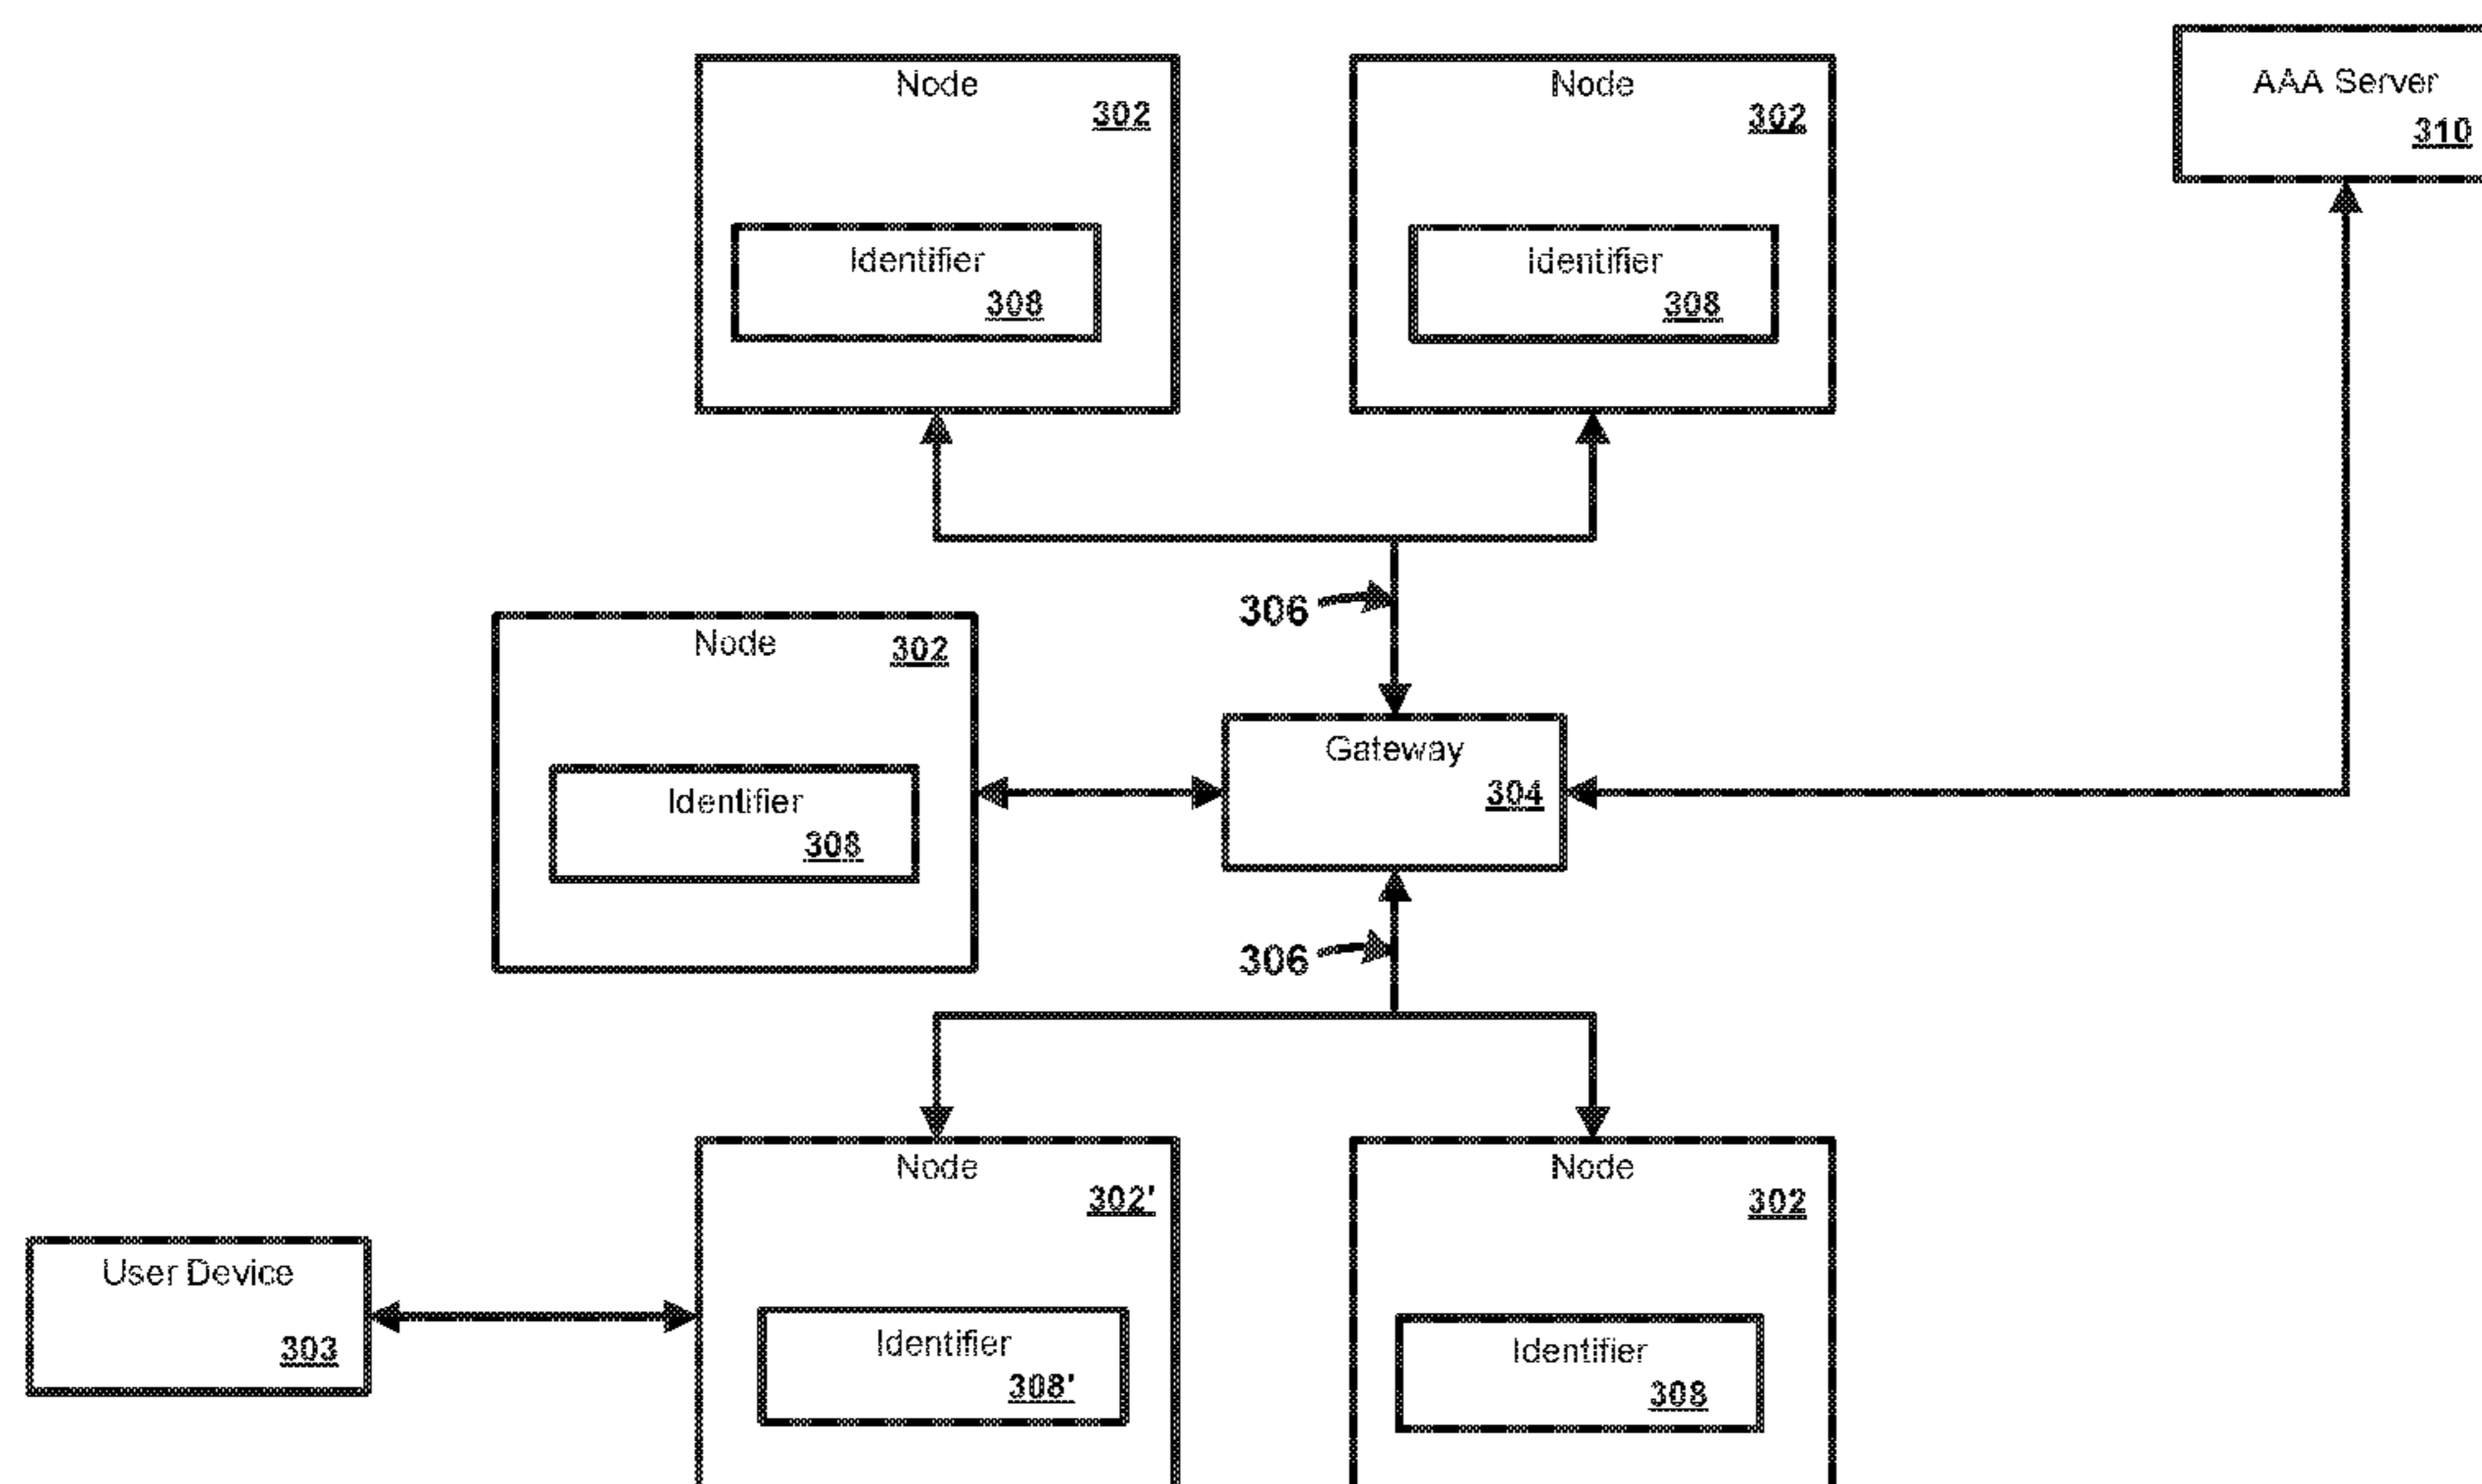 Node
302
Identifier
308
Node
302
Identifier
308
AAA Server
310
306
Node
302
Identifier
308
Gateway
304
306
Node
302'
Identifier
308'
Node
302
Identifier
308
User Device
303